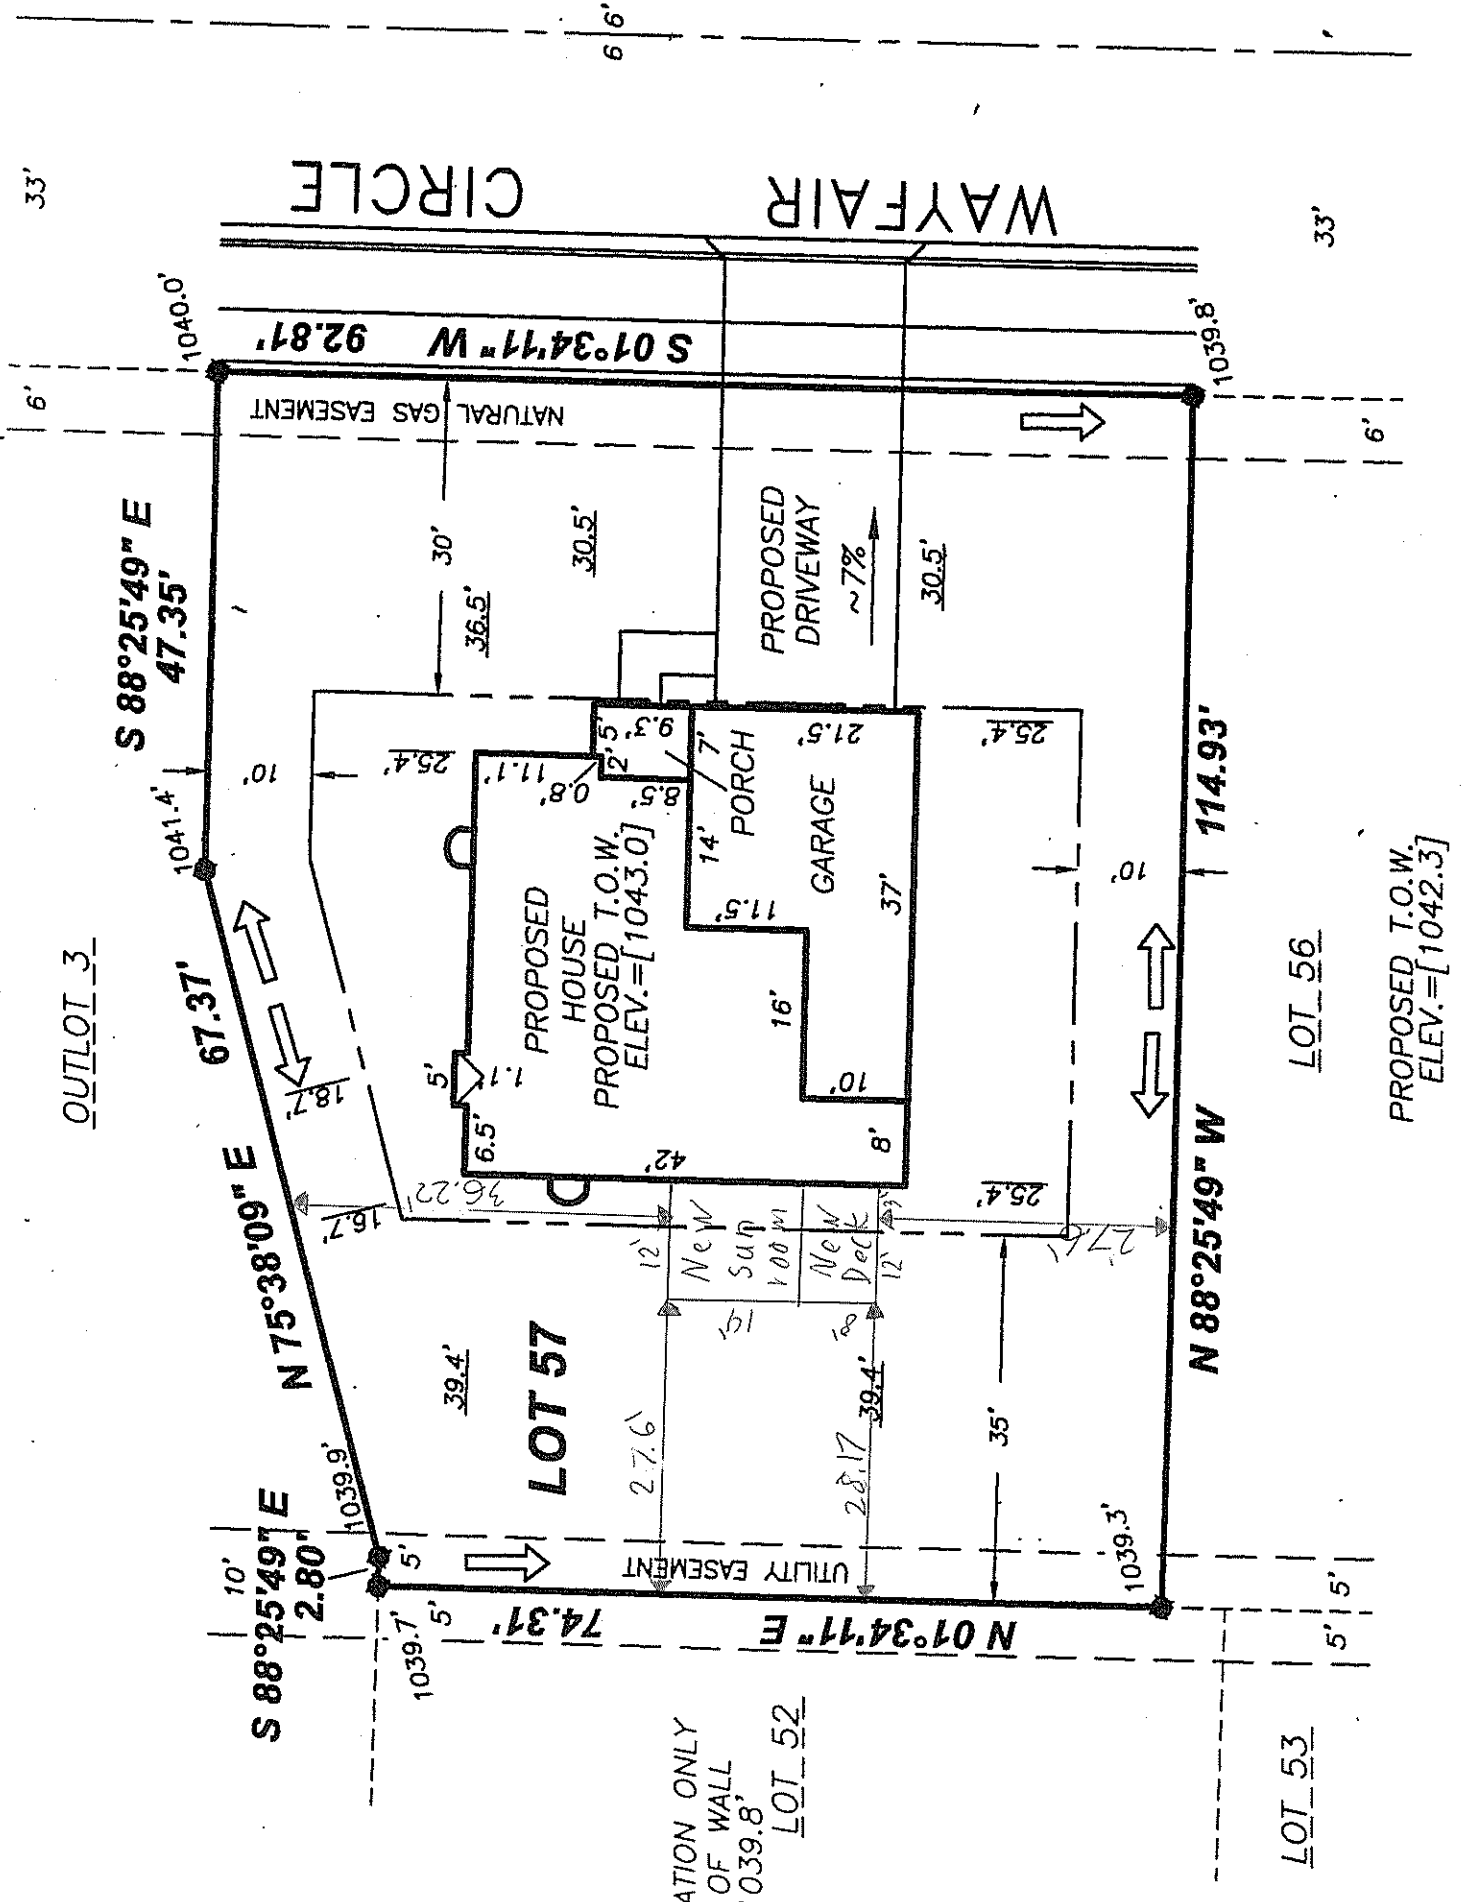 33'
6' 6'
WAYFAIR CIRCLE
33'
6'
1040.0'
S 01°34'11" W 92.81'
1039.8'
NATURAL GAS EASEMENT
6'
S 88°25'49" E
47.35'
30'
36.5'
30.5'
PROPOSED
DRIVEWAY
~7%
30.5'
10'
1041.4'
25.4'
11.1'
0.8'
5'
2'
9.3'
8.5'
7'
PORCH
21.5'
25.4'
14'
GARAGE
11.5'
37'
10'
114.93'
OUTLOT 3
67.37'
N 75°38'09" E
18.7'
5'
1.1'
6.5'
PROPOSED
HOUSE
PROPOSED T.O.W.
ELEV.=[1043.0]
16'
10'
8'
42'
LOT 56
PROPOSED T.O.W.
ELEV.=[1042.3]
16.7'
36.22'
12'
New
Sun
room
New
Deck
3'
12'
25.4'
27.6'
14'
8'
N 88°25'49" W
39.4'
LOT 57
27.6'
28.17
39.4'
35'
10'
S 88°25'49" E
2.80'
1039.9'
5'
UTILITY EASEMENT
1039.3'
5'
1039.7'
5'
74.31'
N 01°34'11" E
5'
ATION ONLY
OF WALL
039.8'
LOT 52
LOT 53